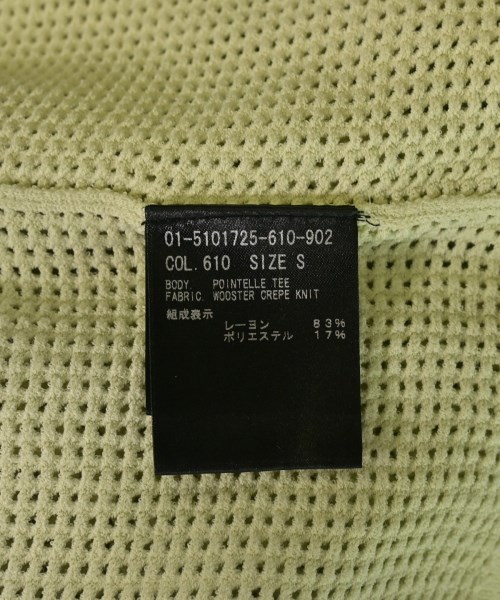 01-5101725-610-902
COL. 610 SIZE S
BODY. POINTELLE TEE
FABRIC. WOOSTER CREPE KNIT
組成表示
レーヨン 83%
ポリエステル 17%